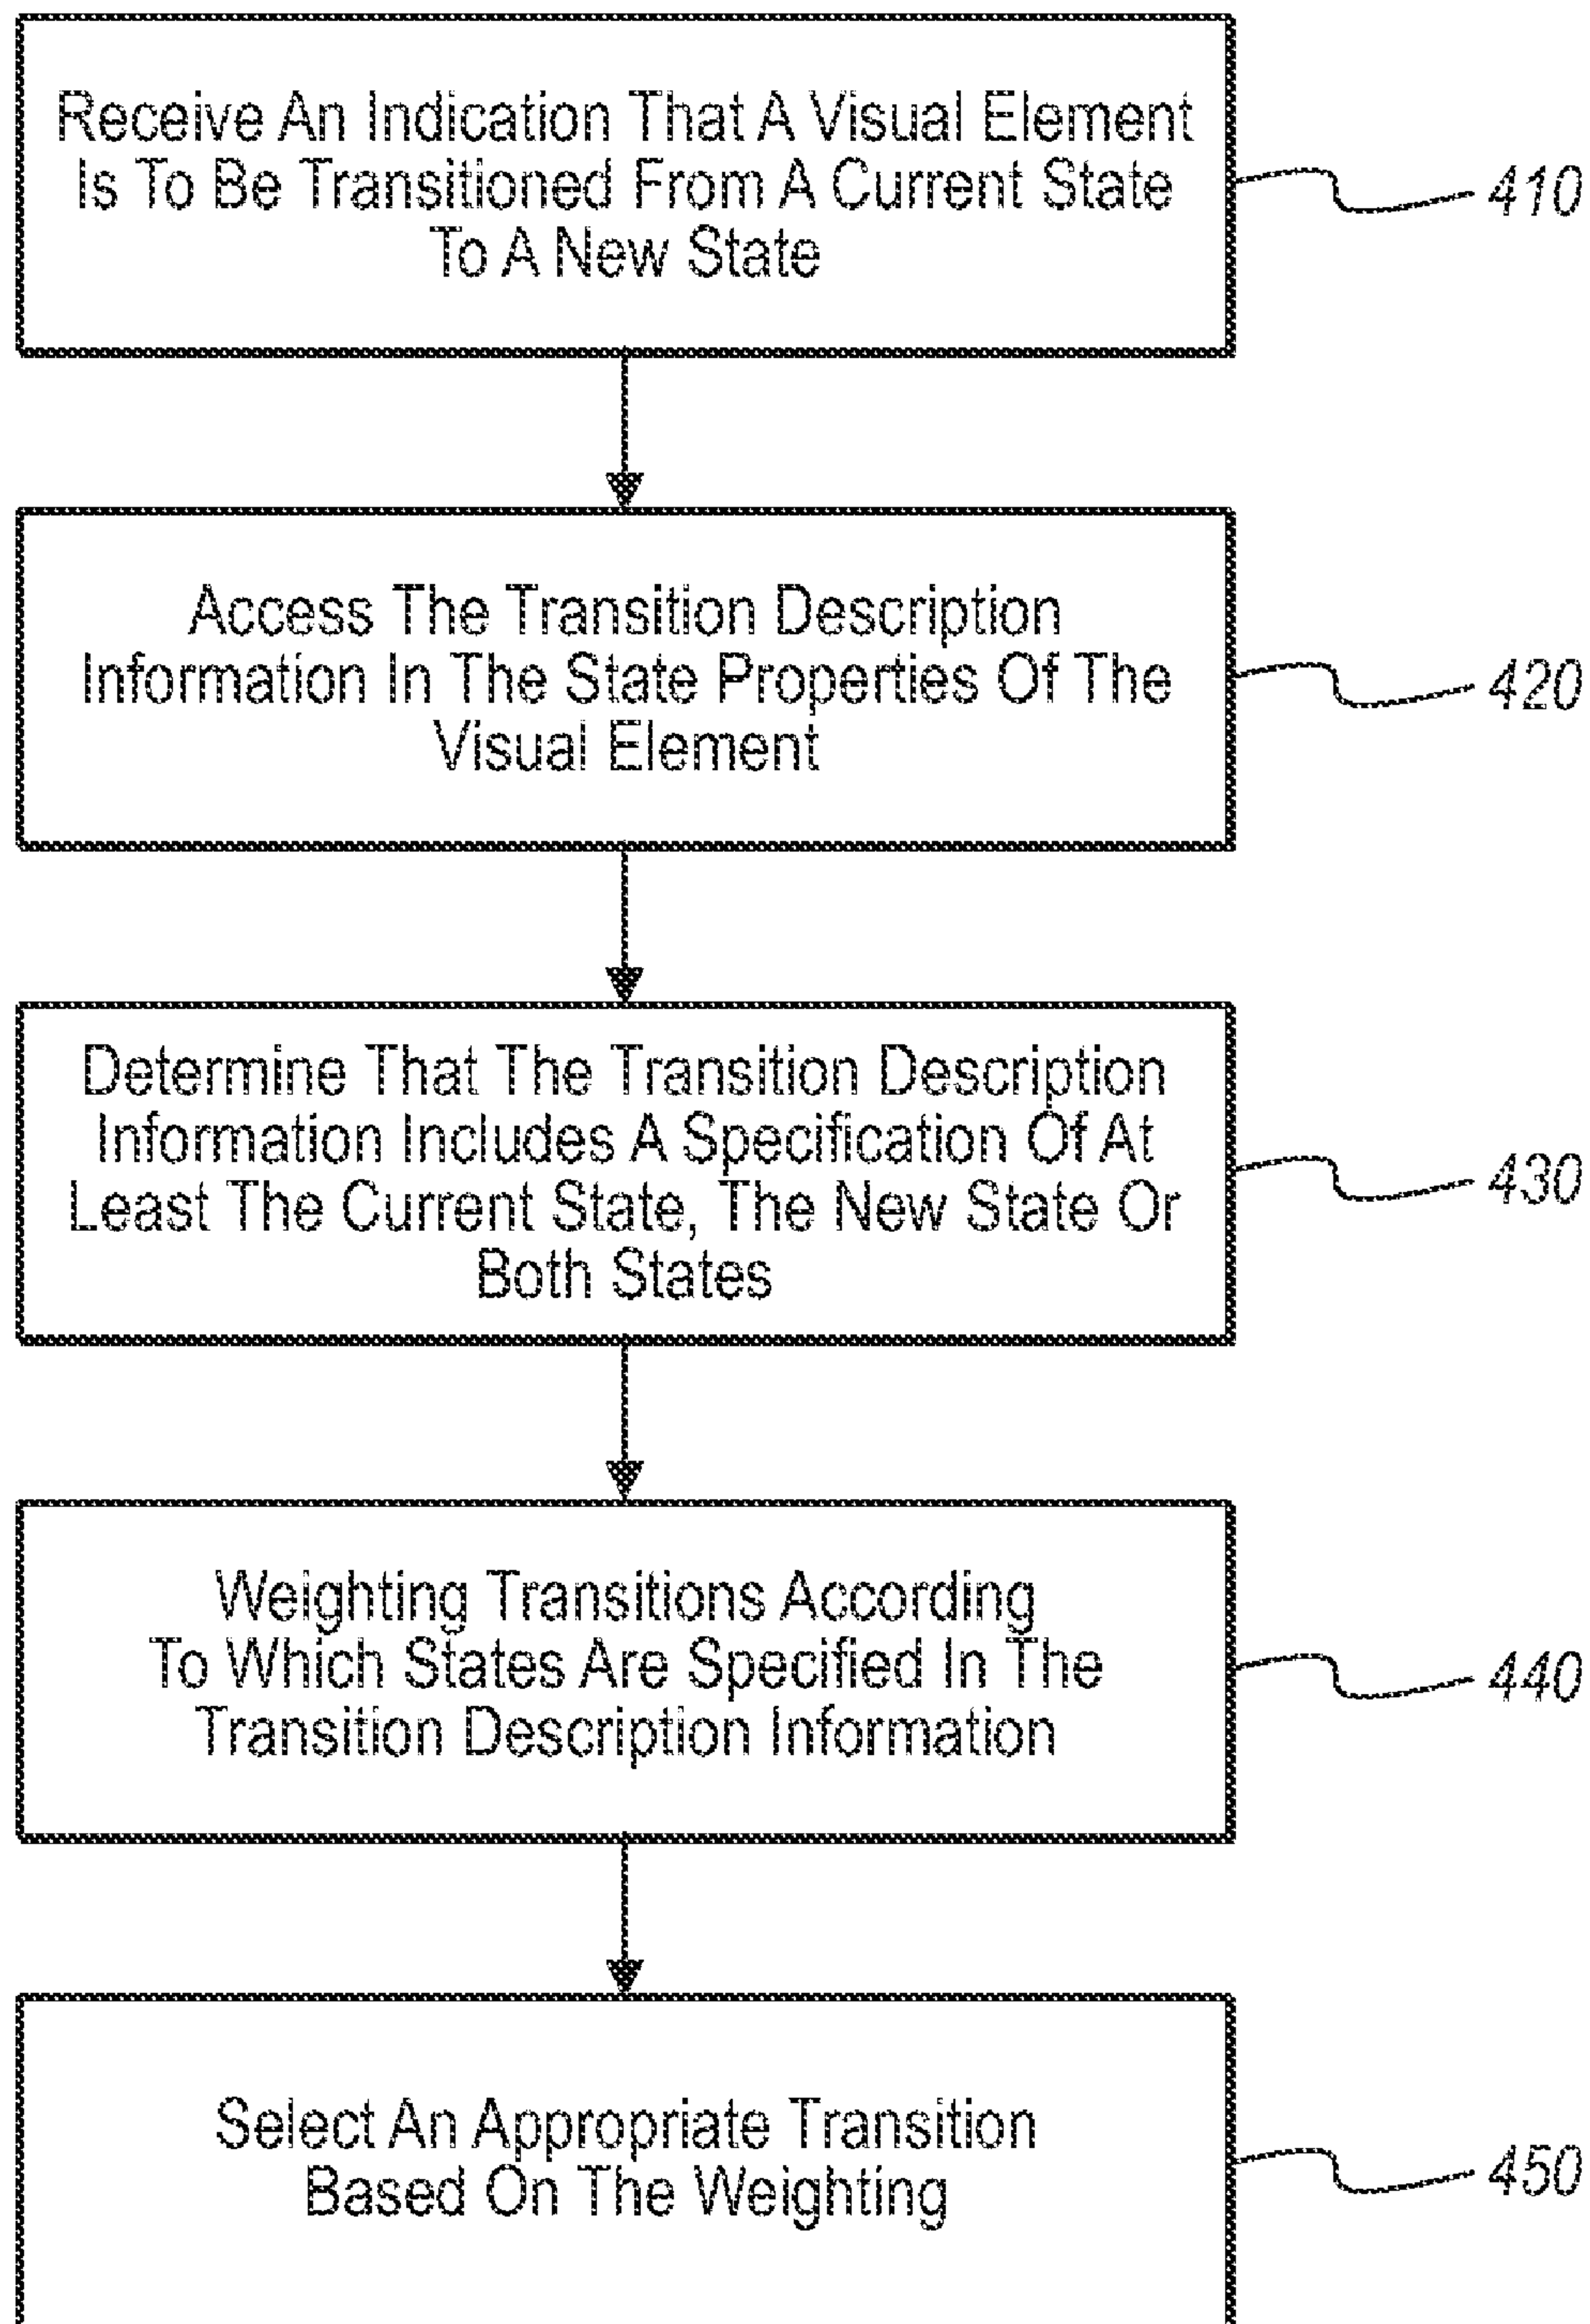 Receive An Indication That A Visual Element
Is To Be Transitioned From A Current State
To A New State
410
Access The Transition Description
Information In The State Properties Of The
Visual Element
420
Determine That The Transition Description
Information Includes A Specification Of At
Least The Current State, The New State Or
Both States
430
Weighting Transitions According
To Which States Are Specified In The
Transition Description Information
440
Select An Appropriate Transition
Based On The Weighting
450